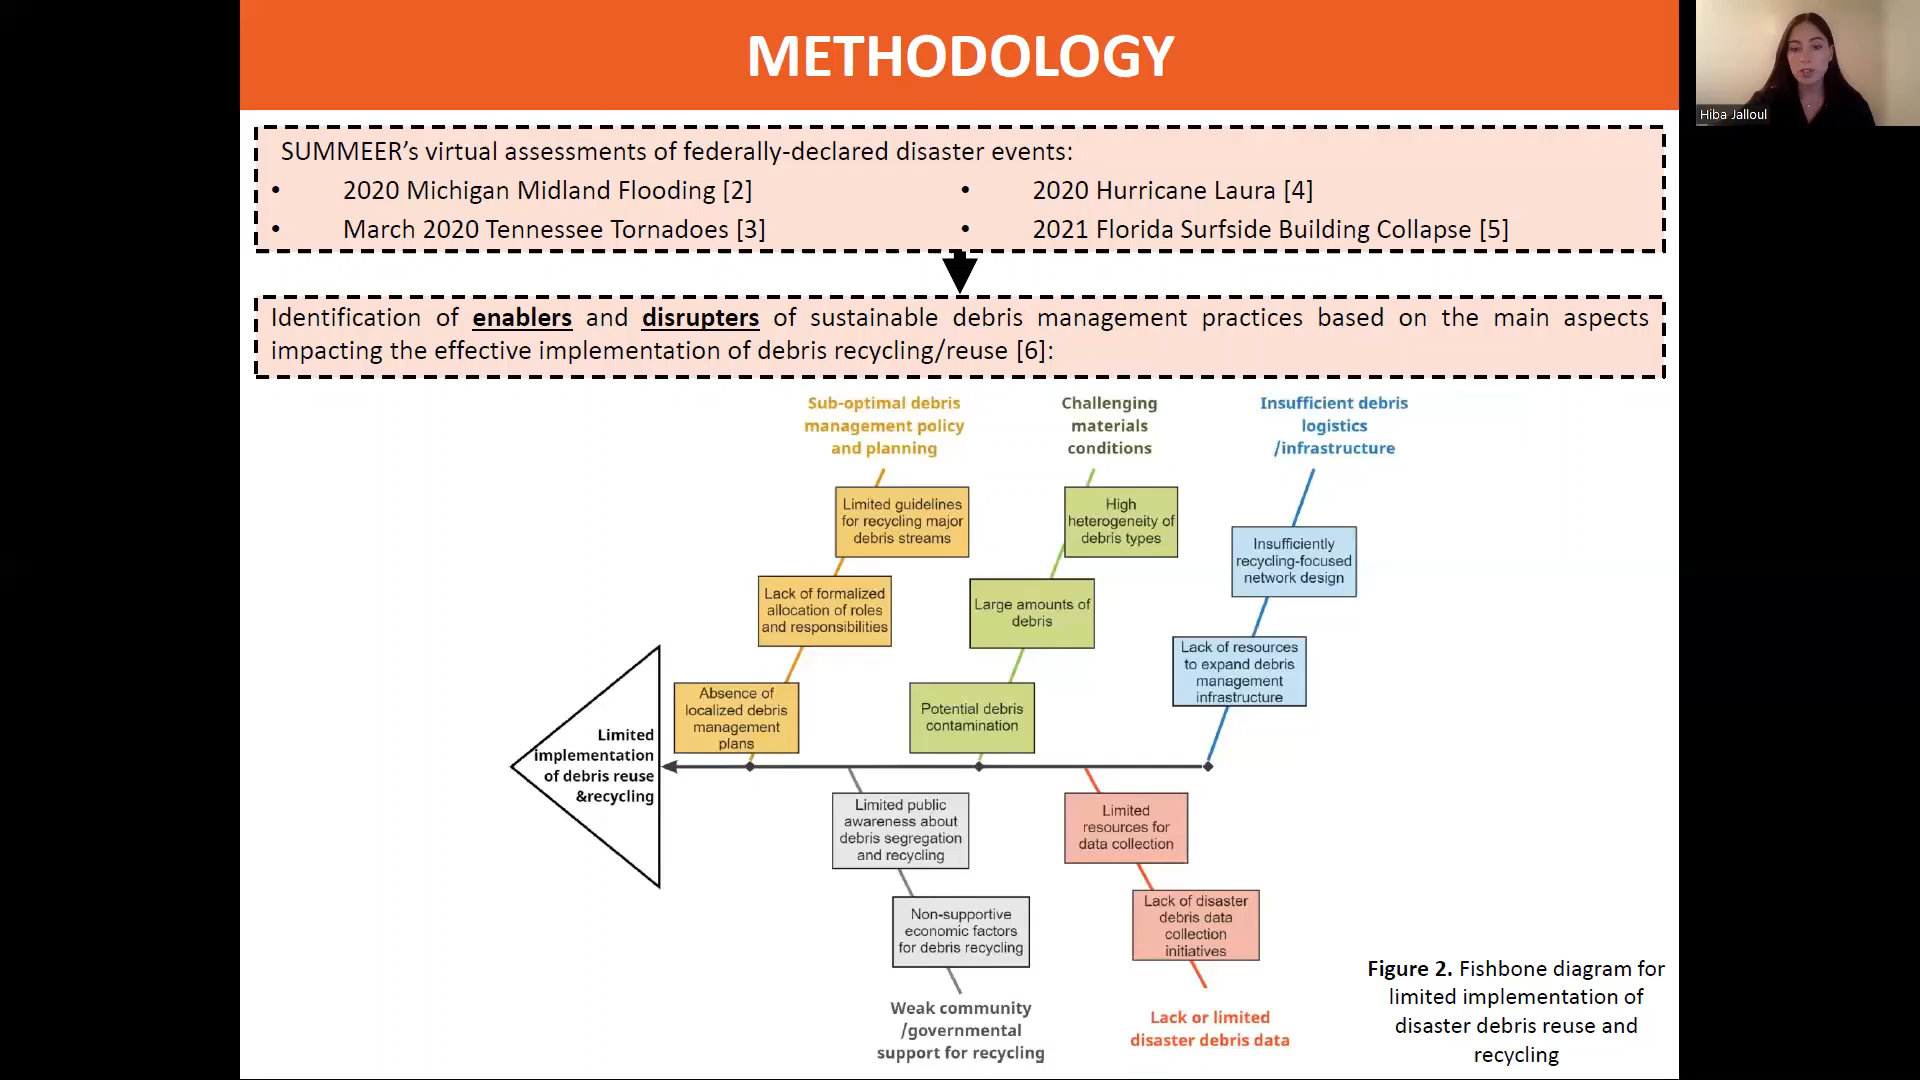 METHODOLOGY
Hiba Jalloul
SUMMEER’s virtual assessments of federally-declared disaster events:
• 2020 Michigan Midland Flooding [2]
• March 2020 Tennessee Tornadoes [3]
• 2020 Hurricane Laura [4]
• 2021 Florida Surfside Building Collapse [5]
Identification of enablers and disrupters of sustainable debris management practices based on the main aspects
impacting the effective implementation of debris recycling/reuse [6]:
Sub-optimal debris
management policy
and planning
Challenging
materials
conditions
Insufficient debris
logistics
/infrastructure
Limited guidelines
for recycling major
debris streams
High
heterogeneity of
debris types
Insufficiently
recycling-focused
network design
Lack of formalized
allocation of roles
and responsibilities
Large amounts of
debris
Lack of resources
to expand debris
management
infrastructure
Absence of
localized debris
management
plans
Potential debris
contamination
Limited
implementation
of debris reuse
&recycling
Limited public
awareness about
debris segregation
and recycling
Limited
resources for
data collection
Non-supportive
economic factors
for debris recycling
Lack of disaster
debris data
collection
initiatives
Weak community
/governmental
support for recycling
Lack or limited
disaster debris data
Figure 2. Fishbone diagram for
limited implementation of
disaster debris reuse and
recycling